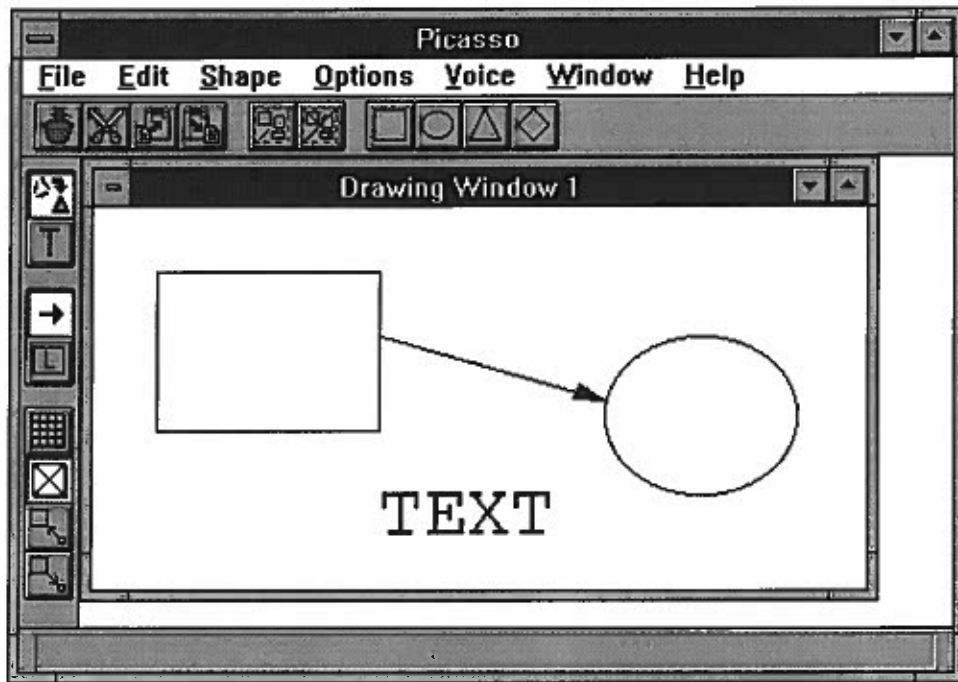 Picasso
File Edit Shape Options Voice Window Help
Drawing Window 1
T
L
TEXT